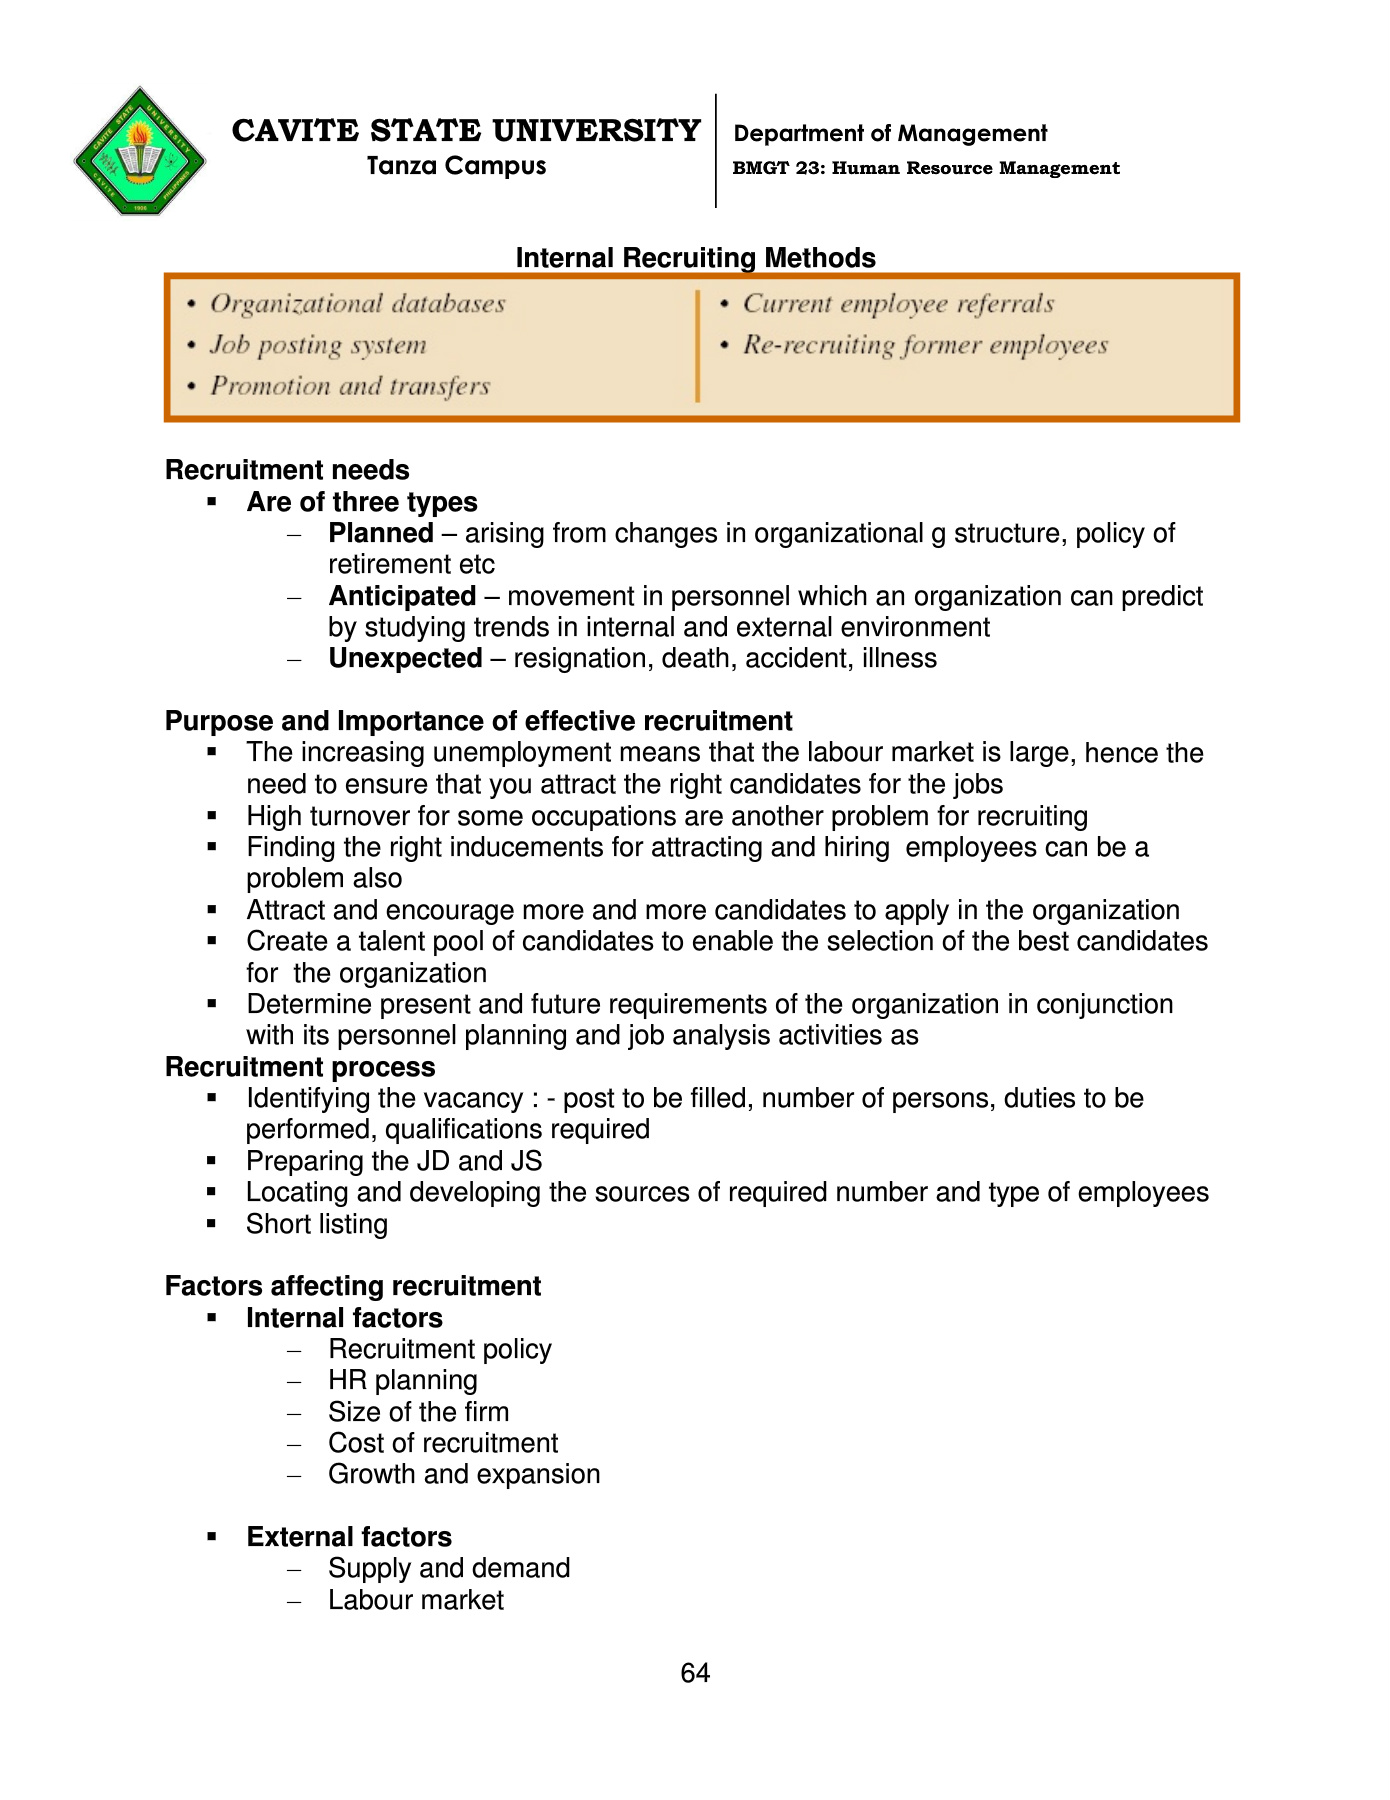 CAVITE STATE UNIVERSITY
Tanza Campus
Department of Management
BMGT 23: Human Resource Management
CAVITE STATE UNIVERSITY
CAVITE
PHILIPPINES
1906
Internal Recruiting Methods
• Organizational databases
• Job posting system
• Promotion and transfers
• Current employee referrals
• Re-recruiting former employees
Recruitment needs
▪ Are of three types
– Planned – arising from changes in organizational g structure, policy of
retirement etc
– Anticipated – movement in personnel which an organization can predict
by studying trends in internal and external environment
– Unexpected – resignation, death, accident, illness
Purpose and Importance of effective recruitment
▪ The increasing unemployment means that the labour market is large, hence the
need to ensure that you attract the right candidates for the jobs
▪ High turnover for some occupations are another problem for recruiting
▪ Finding the right inducements for attracting and hiring  employees can be a
problem also
▪ Attract and encourage more and more candidates to apply in the organization
▪ Create a talent pool of candidates to enable the selection of the best candidates
for  the organization
▪ Determine present and future requirements of the organization in conjunction
with its personnel planning and job analysis activities as
Recruitment process
▪ Identifying the vacancy : - post to be filled, number of persons, duties to be
performed, qualifications required
▪ Preparing the JD and JS
▪ Locating and developing the sources of required number and type of employees
▪ Short listing
Factors affecting recruitment
▪ Internal factors
– Recruitment policy
– HR planning
– Size of the firm
– Cost of recruitment
– Growth and expansion
▪ External factors
– Supply and demand
– Labour market
64